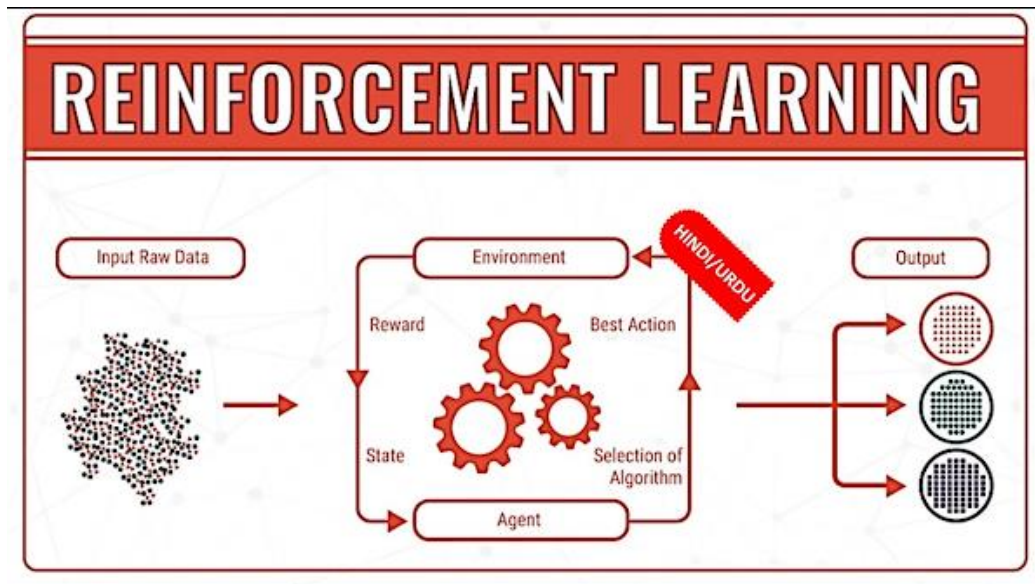 REINFORCEMENT LEARNING
Input Raw Data
Environment
HINDI/URDU
Output
Reward
Best Action
State
Selection of
Algorithm
Agent